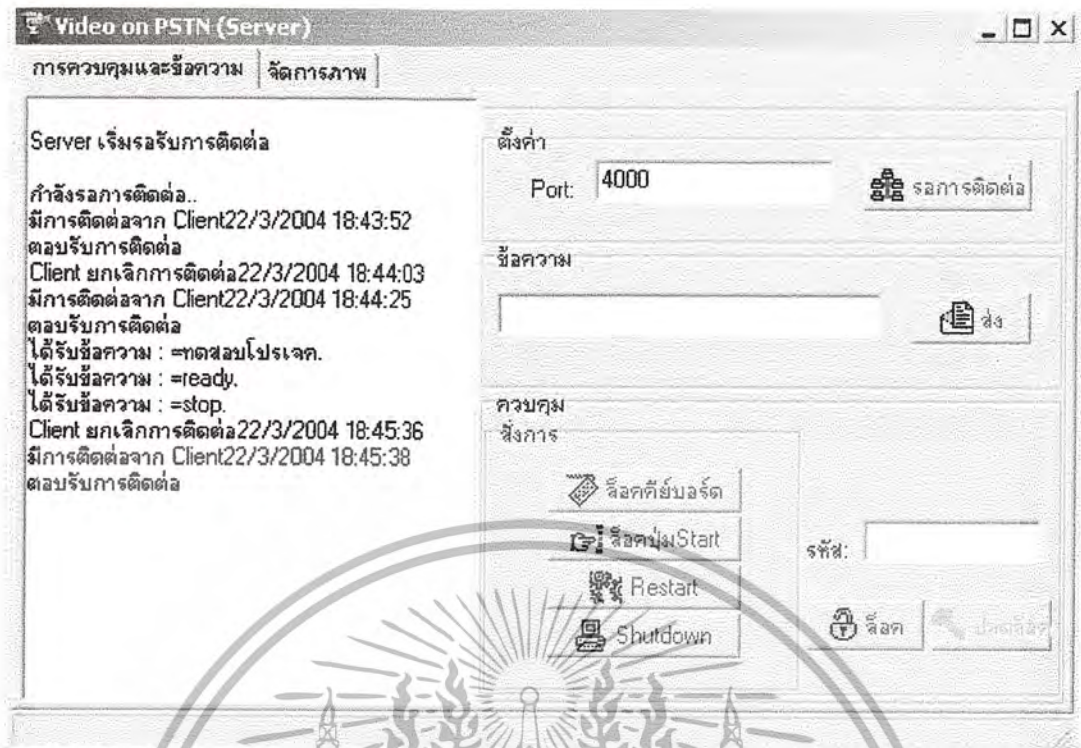 Video on PSTN (Server)
การควบคุมและข้อความ
จัดการภาพ
Server เริ่มรอรับการติดต่อ
กำลังรอการติดต่อ..
มีการติดต่อจาก Client22/3/2004 18:43:52
ตอบรับการติดต่อ
Client ยกเลิกการติดต่อ22/3/2004 18:44:03
มีการติดต่อจาก Client22/3/2004 18:44:25
ตอบรับการติดต่อ
ได้รับข้อความ : =ทดสอบโปรเจค.
ได้รับข้อความ : =ready.
ได้รับข้อความ : =stop.
Client ยกเลิกการติดต่อ22/3/2004 18:45:36
มีการติดต่อจาก Client22/3/2004 18:45:38
ตอบรับการติดต่อ
ตั้งค่า
Port: 4000
รอการติดต่อ
ข้อความ
ส่ง
ควบคุม
สั่งการ
ล็อคคีย์บอร์ด
ล็อคปุ่มStart
Restart
Shutdown
รหัส:
ล็อค
ปลดล็อค